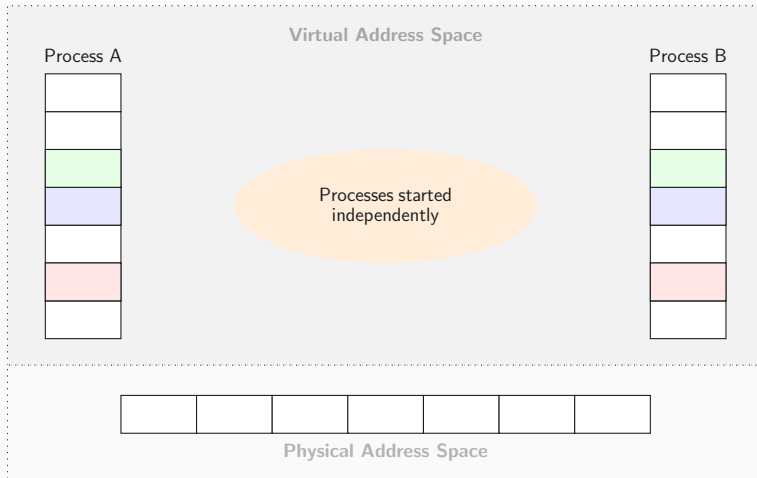 Virtual Address Space
Process A
Process B
Processes started
independently
Physical Address Space